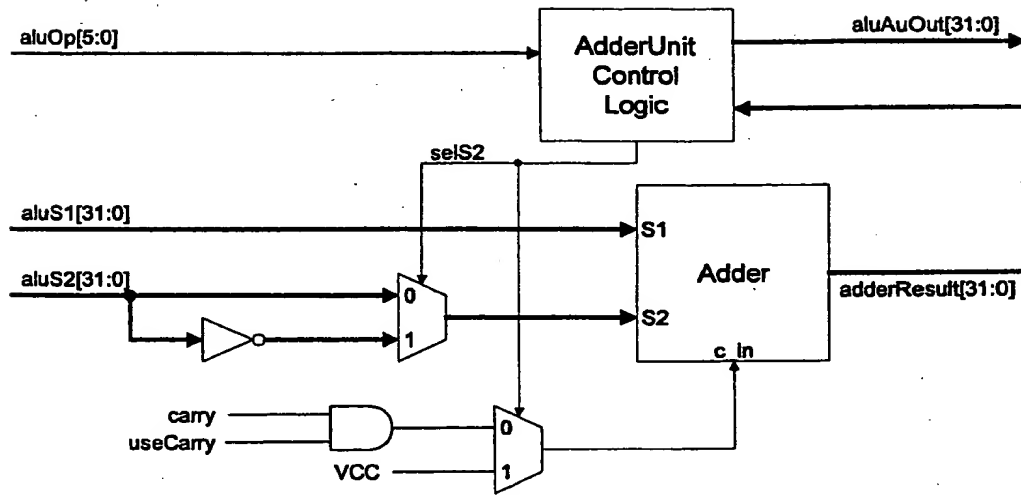 aluOp[5:0]
AdderUnit
Control
Logic
aluAuOut[31:0]
selS2
aluS1[31:0]
S1
Adder
aluS2[31:0]
0
1
S2
adderResult[31:0]
c_in
carry
useCarry
0
VCC
1